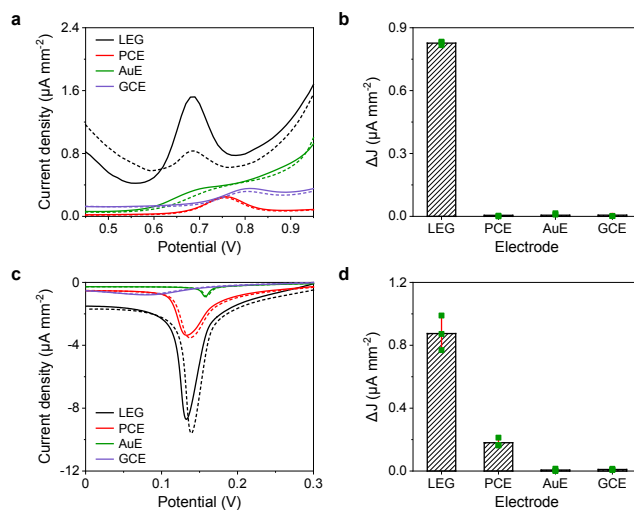 a
Current density (μA mm⁻²)
2.4
1.8
1.2
0.6
0.0
LEG
PCE
AuE
GCE
0.5
0.6
0.7
0.8
0.9
Potential (V)
b
ΔJ (μA mm⁻²)
0.9
0.6
0.3
0.0
LEG
PCE
AuE
GCE
Electrode
c
Current density (μA mm⁻²)
0
-4
-8
-12
LEG
PCE
AuE
GCE
0.0
0.1
0.2
0.3
Potential (V)
d
ΔJ (μA mm⁻²)
1.2
0.8
0.4
0.0
LEG
PCE
AuE
GCE
Electrode